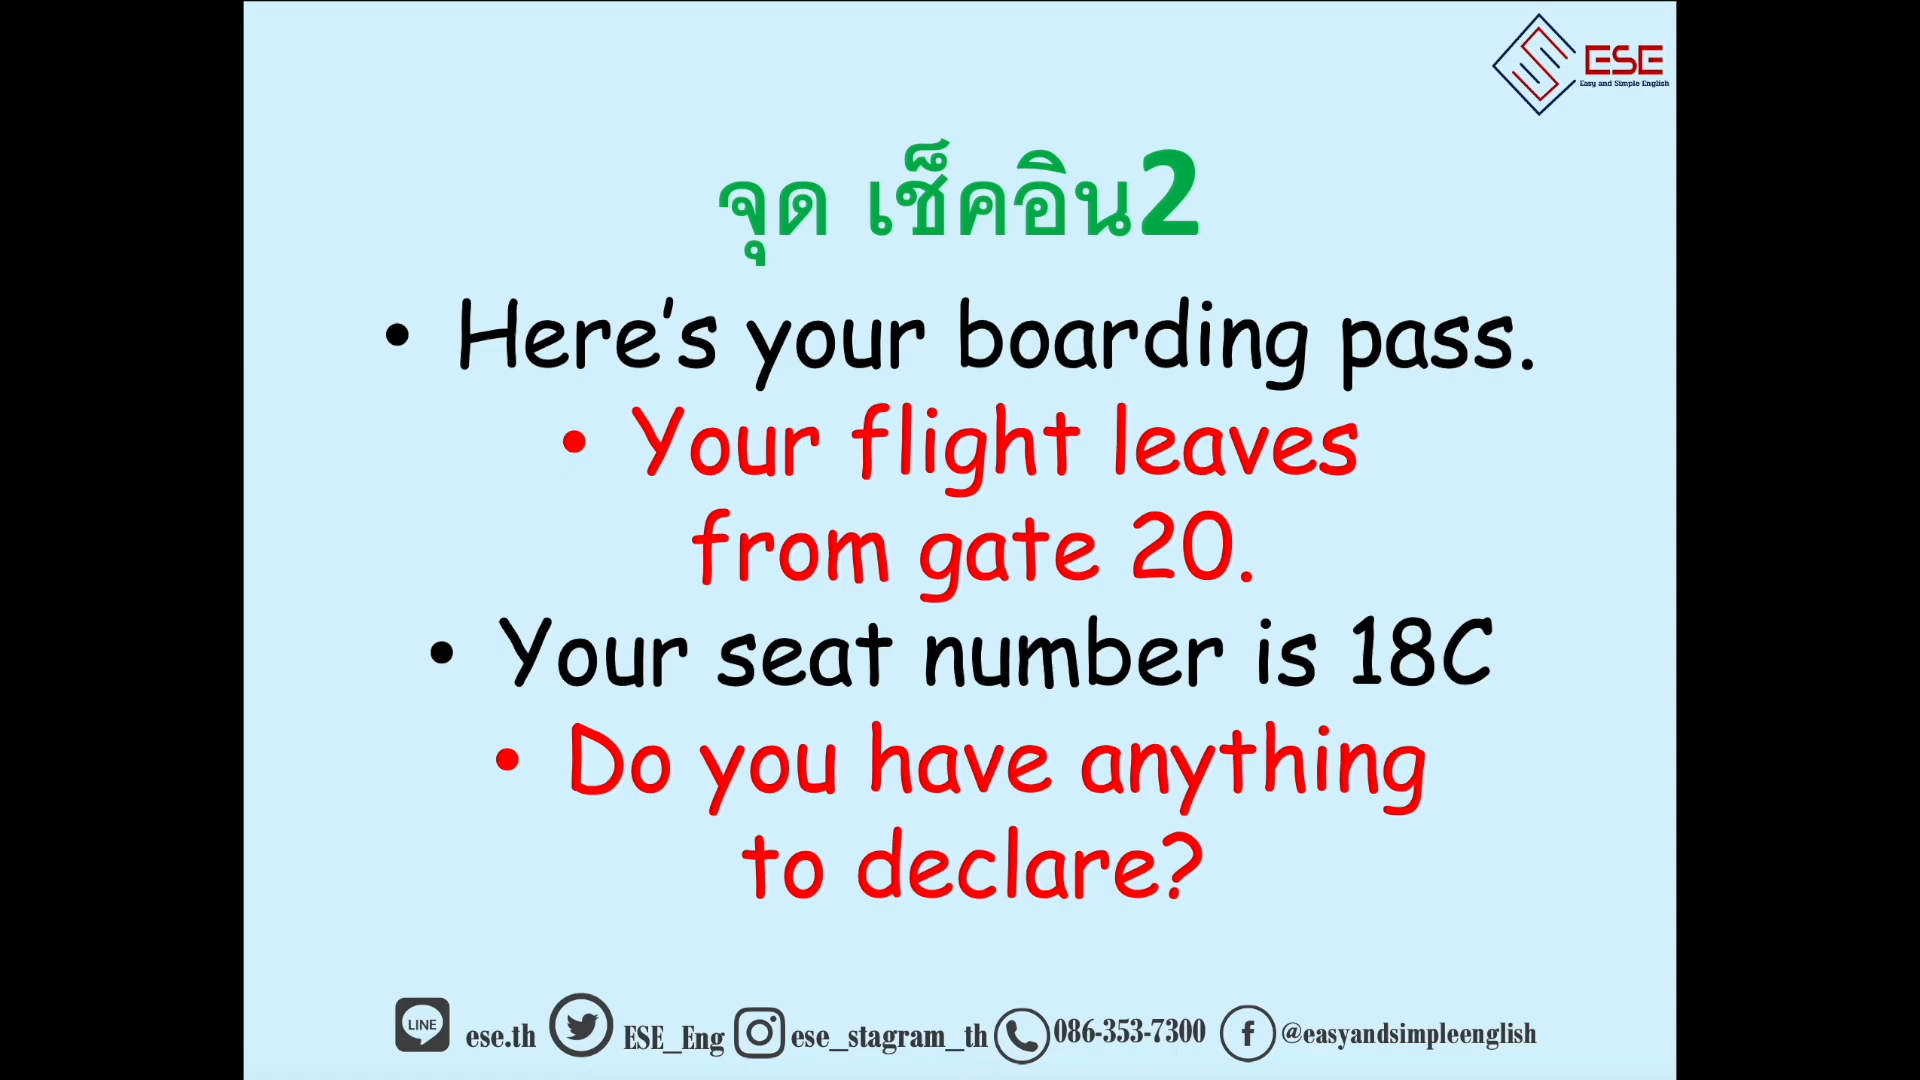 ESE
Easy and Simple English
จุด เช็คอิน2
• Here's your boarding pass.
• Your flight leaves
from gate 20.
• Your seat number is 18C
• Do you have anything
to declare?
LINE ese.th ESE_Eng ese_stagram_th 086-353-7300 f @easyandsimpleenglish